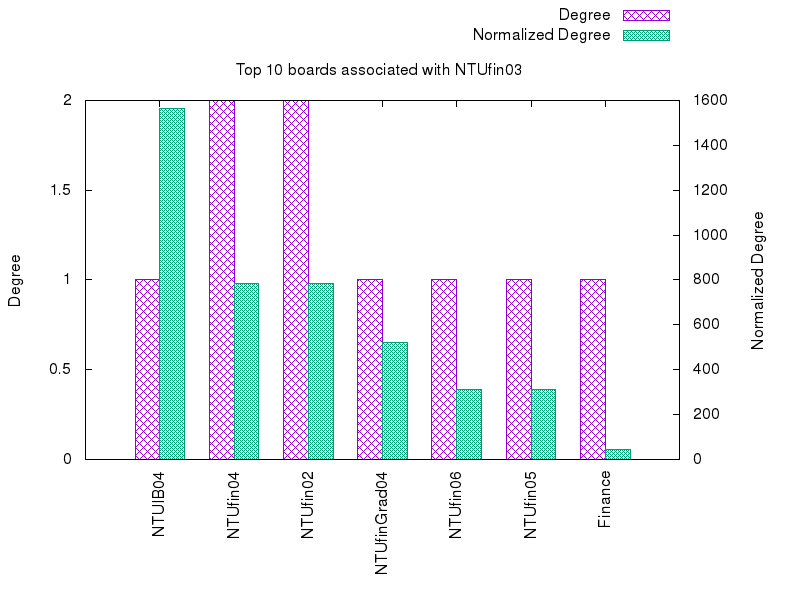 Degree
Normalized Degree
Top 10 boards associated with NTUfin03
2
1.5
1
0.5
0
Degree
1600
1400
1200
1000
800
600
400
200
0
Normalized Degree
NTUIB04
NTUfin04
NTUfin02
NTUfinGrad04
NTUfin06
NTUfin05
Finance